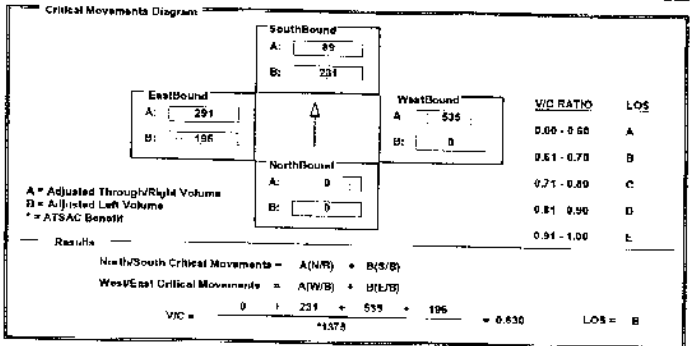 Critical Movements Diagram
SouthBound
A: 89
B: 231
EastBound
A: 291
B: 196
WestBound
A 535
B: 0
NorthBound
A: 0
B: 0
V/C RATIO LOS
0.00 - 0.60 A
0.61 - 0.70 B
0.71 - 0.80 C
0.81 - 0.90 D
0.91 - 1.00 E
A = Adjusted Through/Right Volume
B = Adjusted Left Volume
* = ATSAC Benefit
Results
North/South Critical Movements = A(N/B) + B(S/B)
West/East Critical Movements = A(W/B) + B(E/B)
V/C = 0 + 231 + 535 + 196
*1375
= 0.630 LOS = B